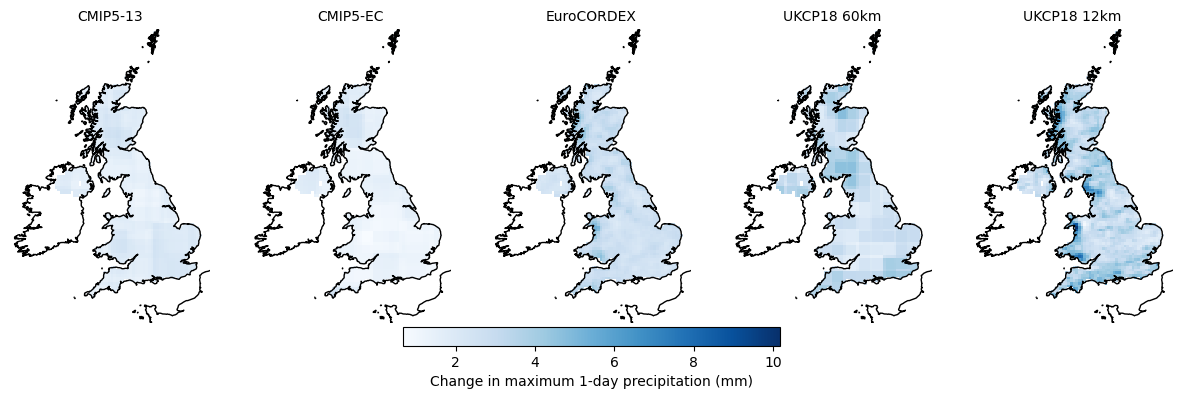 CMIP5-13 CMIP5-EC EuroCORDEX UKCP18 60km UKCP18 12km
2 4 6 8 10
Change in maximum 1-day precipitation (mm)